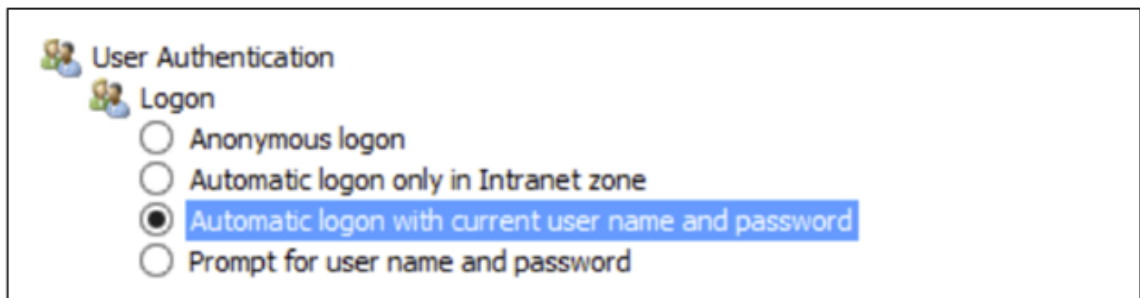 User Authentication
Logon
Anonymous logon
Automatic logon only in Intranet zone
Automatic logon with current user name and password
Prompt for user name and password